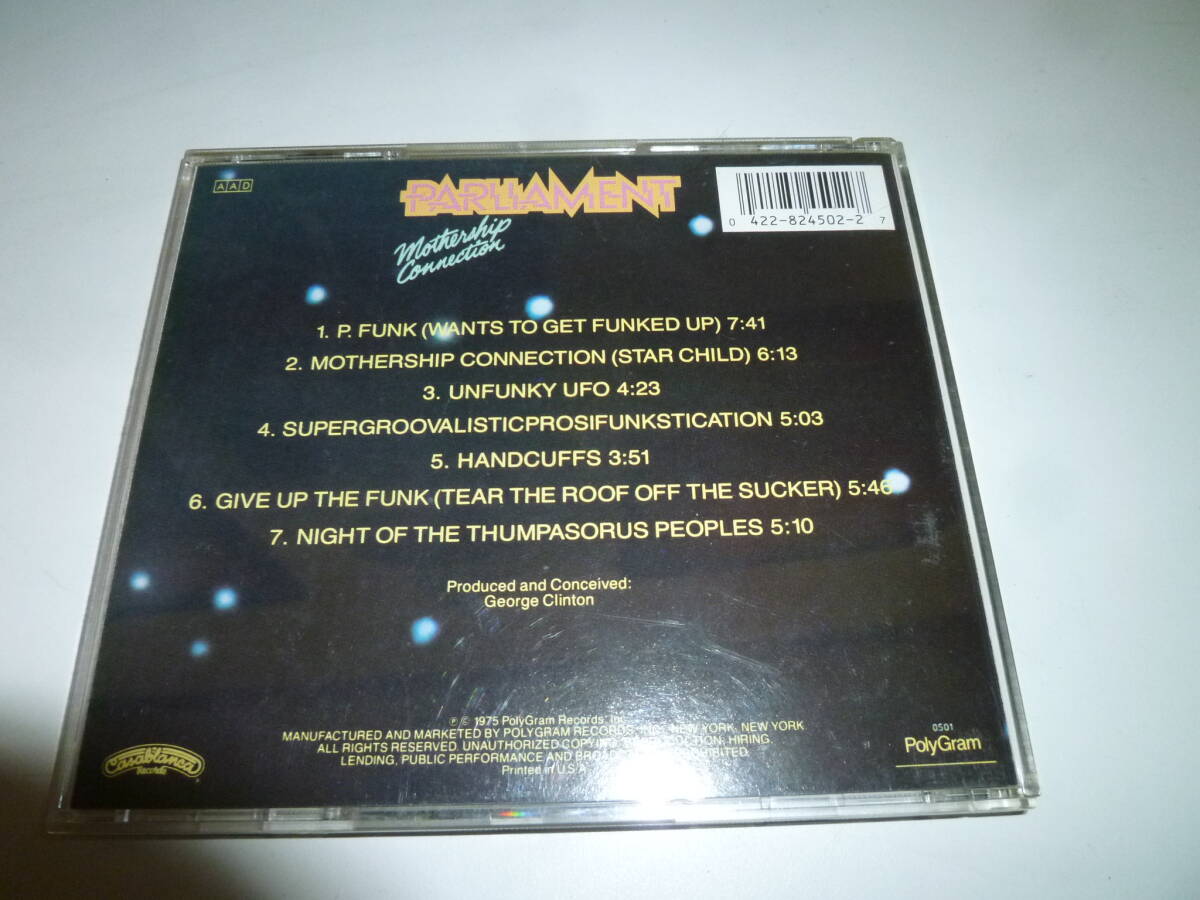 AAD
PARLIAMENT
Mothership
Connection
0 422-824502-2 7
1. P. FUNK (WANTS TO GET FUNKED UP) 7:41
2. MOTHERSHIP CONNECTION (STAR CHILD) 6:13
3. UNFUNKY UFO 4:23
4. SUPERGROOVALISTICPROSIFUNKSTICATION 5:03
5. HANDCUFFS 3:51
6. GIVE UP THE FUNK (TEAR THE ROOF OFF THE SUCKER) 5:46
7. NIGHT OF THE THUMPASORUS PEOPLES 5:10
Produced and Conceived:
George Clinton
℗ © 1975 PolyGram Records, Inc.
MANUFACTURED AND MARKETED BY POLYGRAM RECORDS, INC., NEW YORK, NEW YORK
ALL RIGHTS RESERVED. UNAUTHORIZED COPYING, HIRING,
LENDING, PUBLIC PERFORMANCE AND PROHIBITED.
Printed in U.S.A.
Casablanca
Records
0501
PolyGram